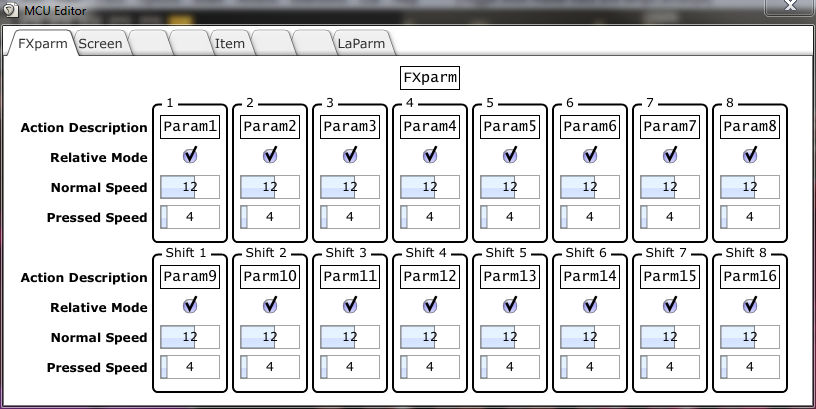 MCU Editor
FXparm Screen Item LaParm
FXparm
1 2 3 4 5 6 7 8
Action Description Param1 Param2 Param3 Param4 Param5 Param6 Param7 Param8
Relative Mode
Normal Speed 12 12 12 12 12 12 12 12
Pressed Speed 4 4 4 4 4 4 4 4
Shift 1 Shift 2 Shift 3 Shift 4 Shift 5 Shift 6 Shift 7 Shift 8
Action Description Param9 Parm10 Parm11 Parm12 Parm13 Parm14 Parm15 Parm16
Relative Mode
Normal Speed 12 12 12 12 12 12 12 12
Pressed Speed 4 4 4 4 4 4 4 4